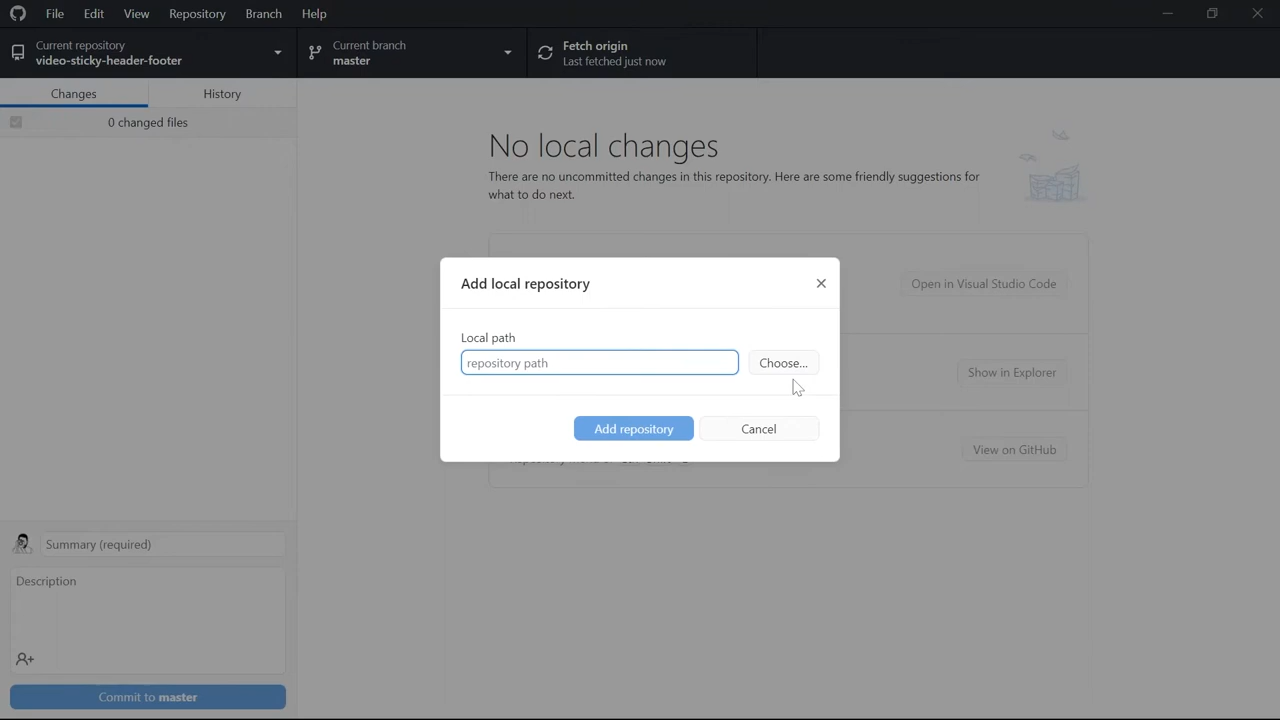 File Edit View Repository Branch Help
Current repository
video-sticky-header-footer
Current branch
master
Fetch origin
Last fetched just now
Changes
History
0 changed files
No local changes
There are no uncommitted changes in this repository. Here are some friendly suggestions for
what to do next.
Open in Visual Studio Code
Show in Explorer
View on GitHub
Add local repository
Local path
repository path
Choose...
Add repository
Cancel
Summary (required)
Description
Commit to master